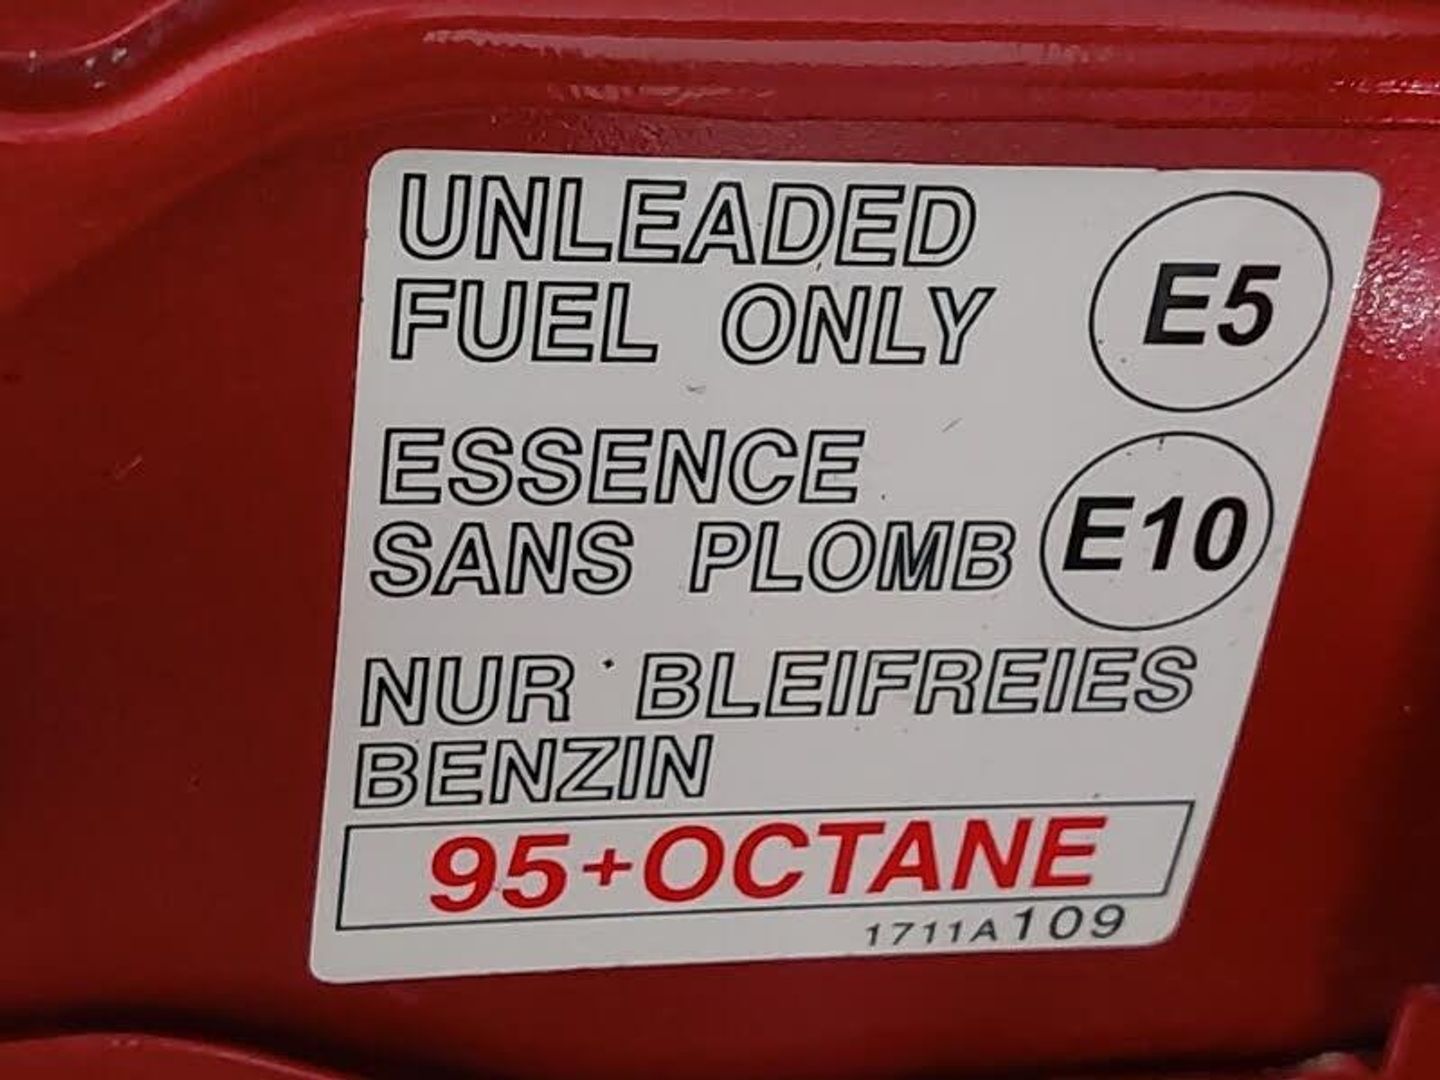 UNLEADED
FUEL ONLY
E5
ESSENCE
SANS PLOMB
E10
NUR BLEIFREIES
BENZIN
95+OCTANE
1711A109